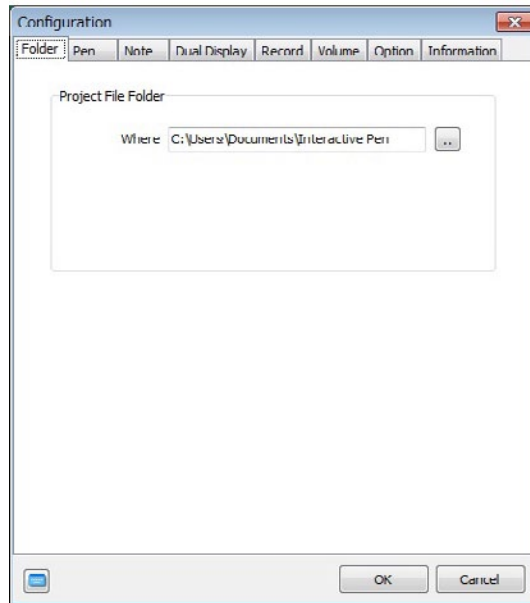 Configuration
Folder Pen Note Dual Display Record Volume Option Information
Project File Folder
Where C:\Users\Documents\Interactive Pen ..
OK Cancel